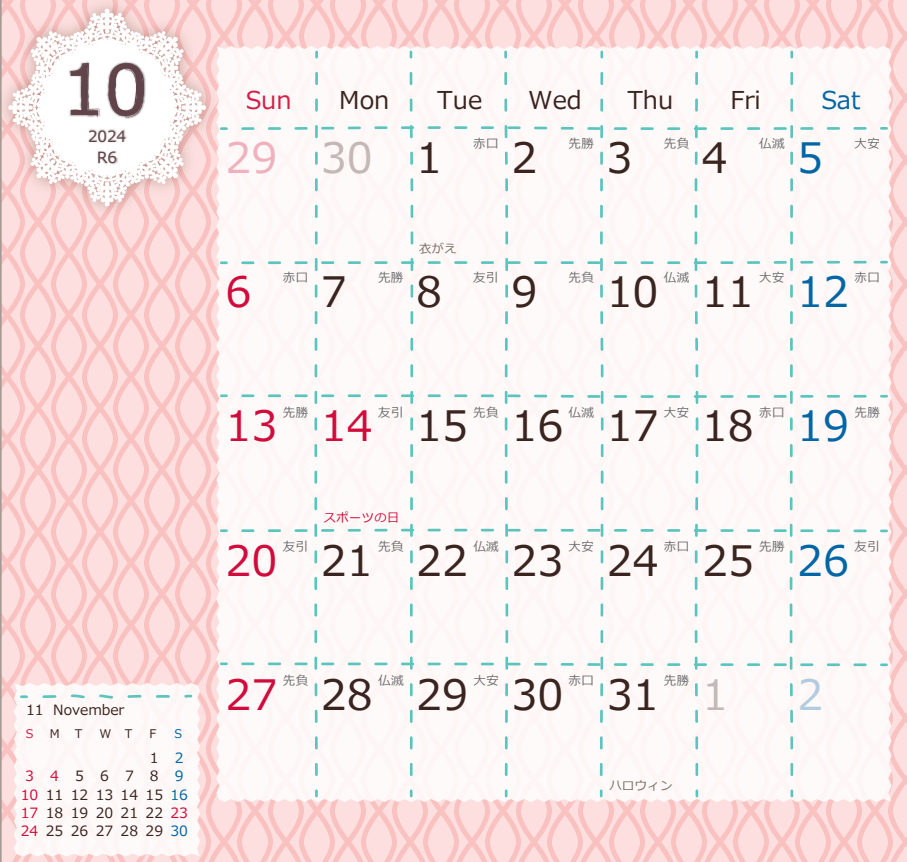 10
2024
R6
Sun Mon Tue Wed Thu Fri Sat
29 30 1 赤口 2 先勝 3 先負 4 仏滅 5 大安
衣がえ
6 赤口 7 先勝 8 友引 9 先負 10 仏滅 11 大安 12 赤口
13 先勝 14 友引 15 先負 16 仏滅 17 大安 18 赤口 19 先勝
スポーツの日
20 友引 21 先負 22 仏滅 23 大安 24 赤口 25 先勝 26 友引
27 先負 28 仏滅 29 大安 30 赤口 31 先勝 1 2
ハロウィン
11 November
S M T W T F S
1 2
3 4 5 6 7 8 9
10 11 12 13 14 15 16
17 18 19 20 21 22 23
24 25 26 27 28 29 30